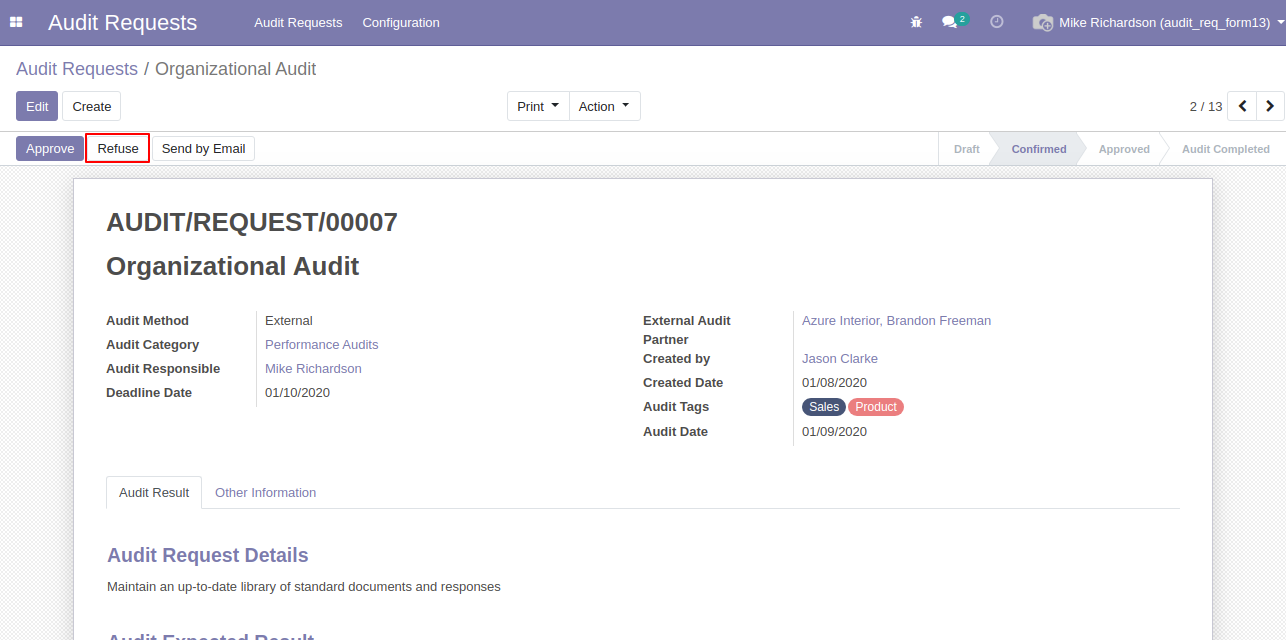 Audit Requests Audit Requests Configuration 2 Mike Richardson (audit_req_form13)
Audit Requests / Organizational Audit
Edit Create Print Action 2 / 13
Approve Refuse Send by Email Draft Confirmed Approved Audit Completed
AUDIT/REQUEST/00007
Organizational Audit
Audit Method External
Audit Category Performance Audits
Audit Responsible Mike Richardson
Deadline Date 01/10/2020
External Audit Azure Interior, Brandon Freeman
Partner
Created by Jason Clarke
Created Date 01/08/2020
Audit Tags Sales Product
Audit Date 01/09/2020
Audit Result Other Information
Audit Request Details
Maintain an up-to-date library of standard documents and responses
Audit Expected Result